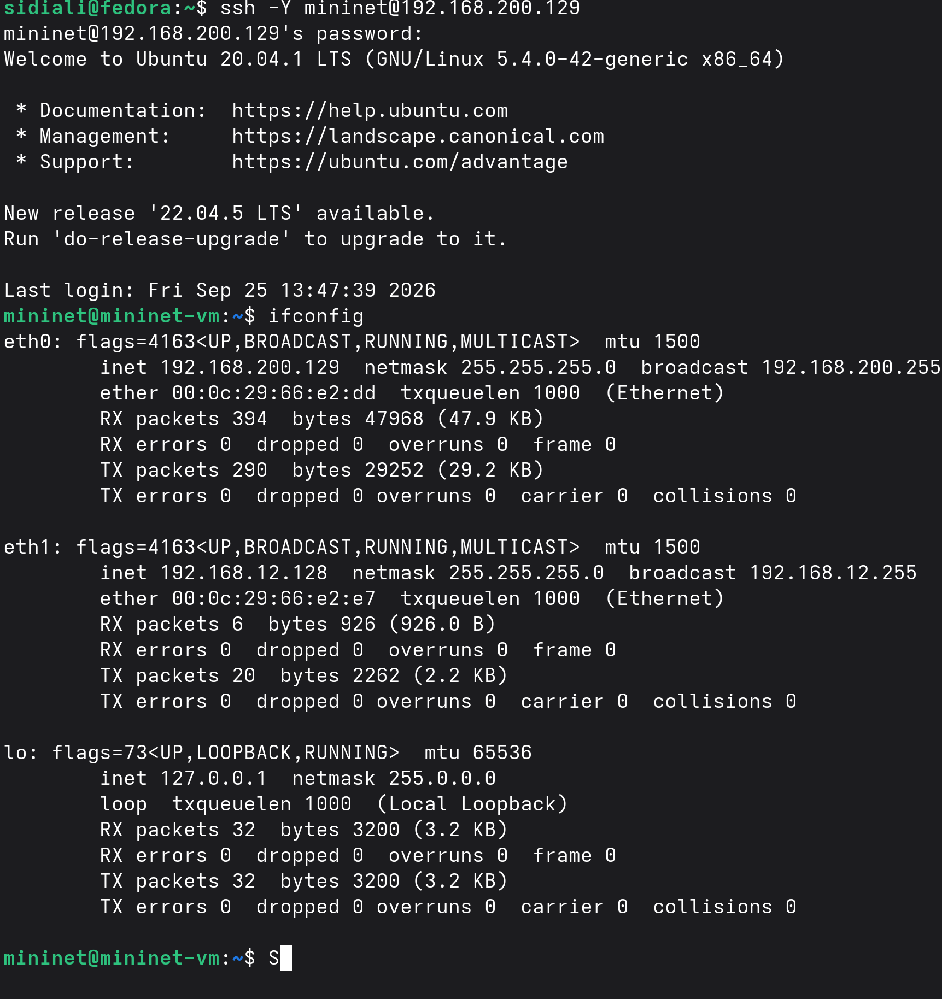 sidiali@fedora:~$ ssh -Y mininet@192.168.200.129
mininet@192.168.200.129's password:
Welcome to Ubuntu 20.04.1 LTS (GNU/Linux 5.4.0-42-generic x86_64)

 * Documentation:  https://help.ubuntu.com
 * Management:     https://landscape.canonical.com
 * Support:        https://ubuntu.com/advantage

New release '22.04.5 LTS' available.
Run 'do-release-upgrade' to upgrade to it.

Last login: Fri Sep 25 13:47:39 2026
mininet@mininet-vm:~$ ifconfig
eth0: flags=4163<UP,BROADCAST,RUNNING,MULTICAST>  mtu 1500
        inet 192.168.200.129  netmask 255.255.255.0  broadcast 192.168.200.255
        ether 00:0c:29:66:e2:dd  txqueuelen 1000  (Ethernet)
        RX packets 394  bytes 47968 (47.9 KB)
        RX errors 0  dropped 0  overruns 0  frame 0
        TX packets 290  bytes 29252 (29.2 KB)
        TX errors 0  dropped 0 overruns 0  carrier 0  collisions 0

eth1: flags=4163<UP,BROADCAST,RUNNING,MULTICAST>  mtu 1500
        inet 192.168.12.128  netmask 255.255.255.0  broadcast 192.168.12.255
        ether 00:0c:29:66:e2:e7  txqueuelen 1000  (Ethernet)
        RX packets 6  bytes 926 (926.0 B)
        RX errors 0  dropped 0  overruns 0  frame 0
        TX packets 20  bytes 2262 (2.2 KB)
        TX errors 0  dropped 0 overruns 0  carrier 0  collisions 0

lo: flags=73<UP,LOOPBACK,RUNNING>  mtu 65536
        inet 127.0.0.1  netmask 255.0.0.0
        loop  txqueuelen 1000  (Local Loopback)
        RX packets 32  bytes 3200 (3.2 KB)
        RX errors 0  dropped 0  overruns 0  frame 0
        TX packets 32  bytes 3200 (3.2 KB)
        TX errors 0  dropped 0 overruns 0  carrier 0  collisions 0

mininet@mininet-vm:~$ S